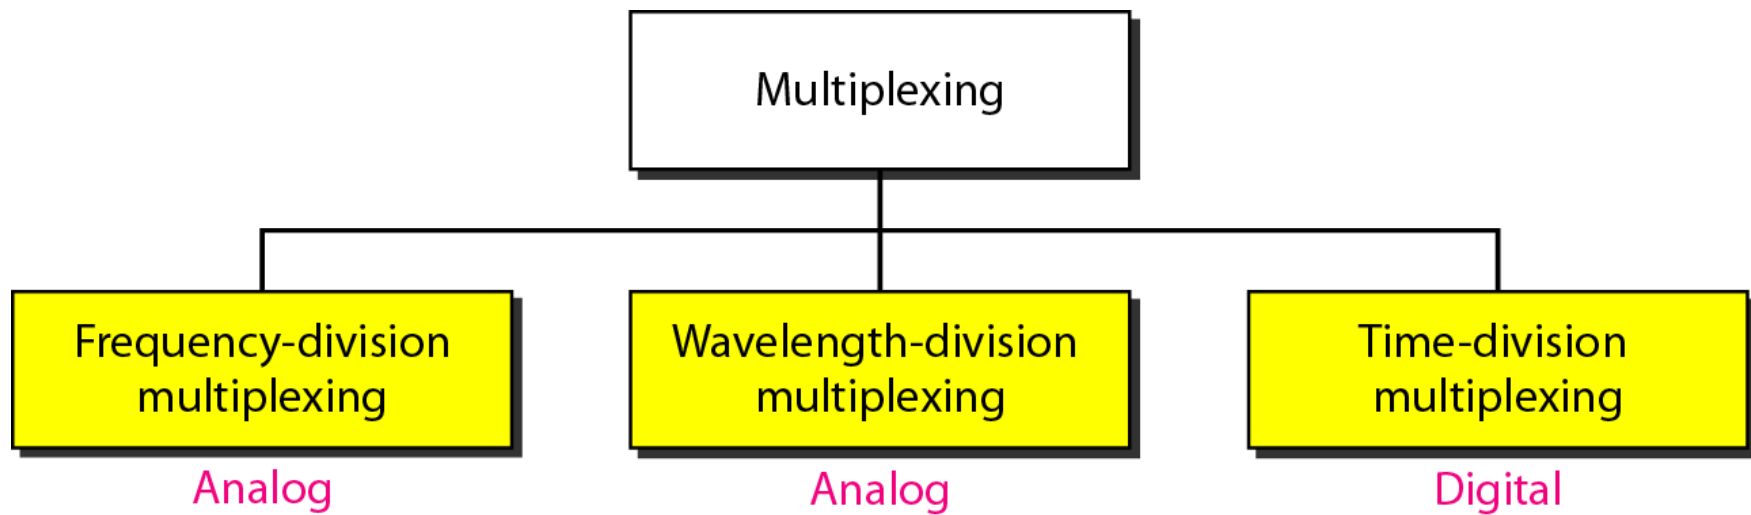 Multiplexing
Frequency-division
multiplexing
Wavelength-division
multiplexing
Time-division
multiplexing
Analog
Analog
Digital